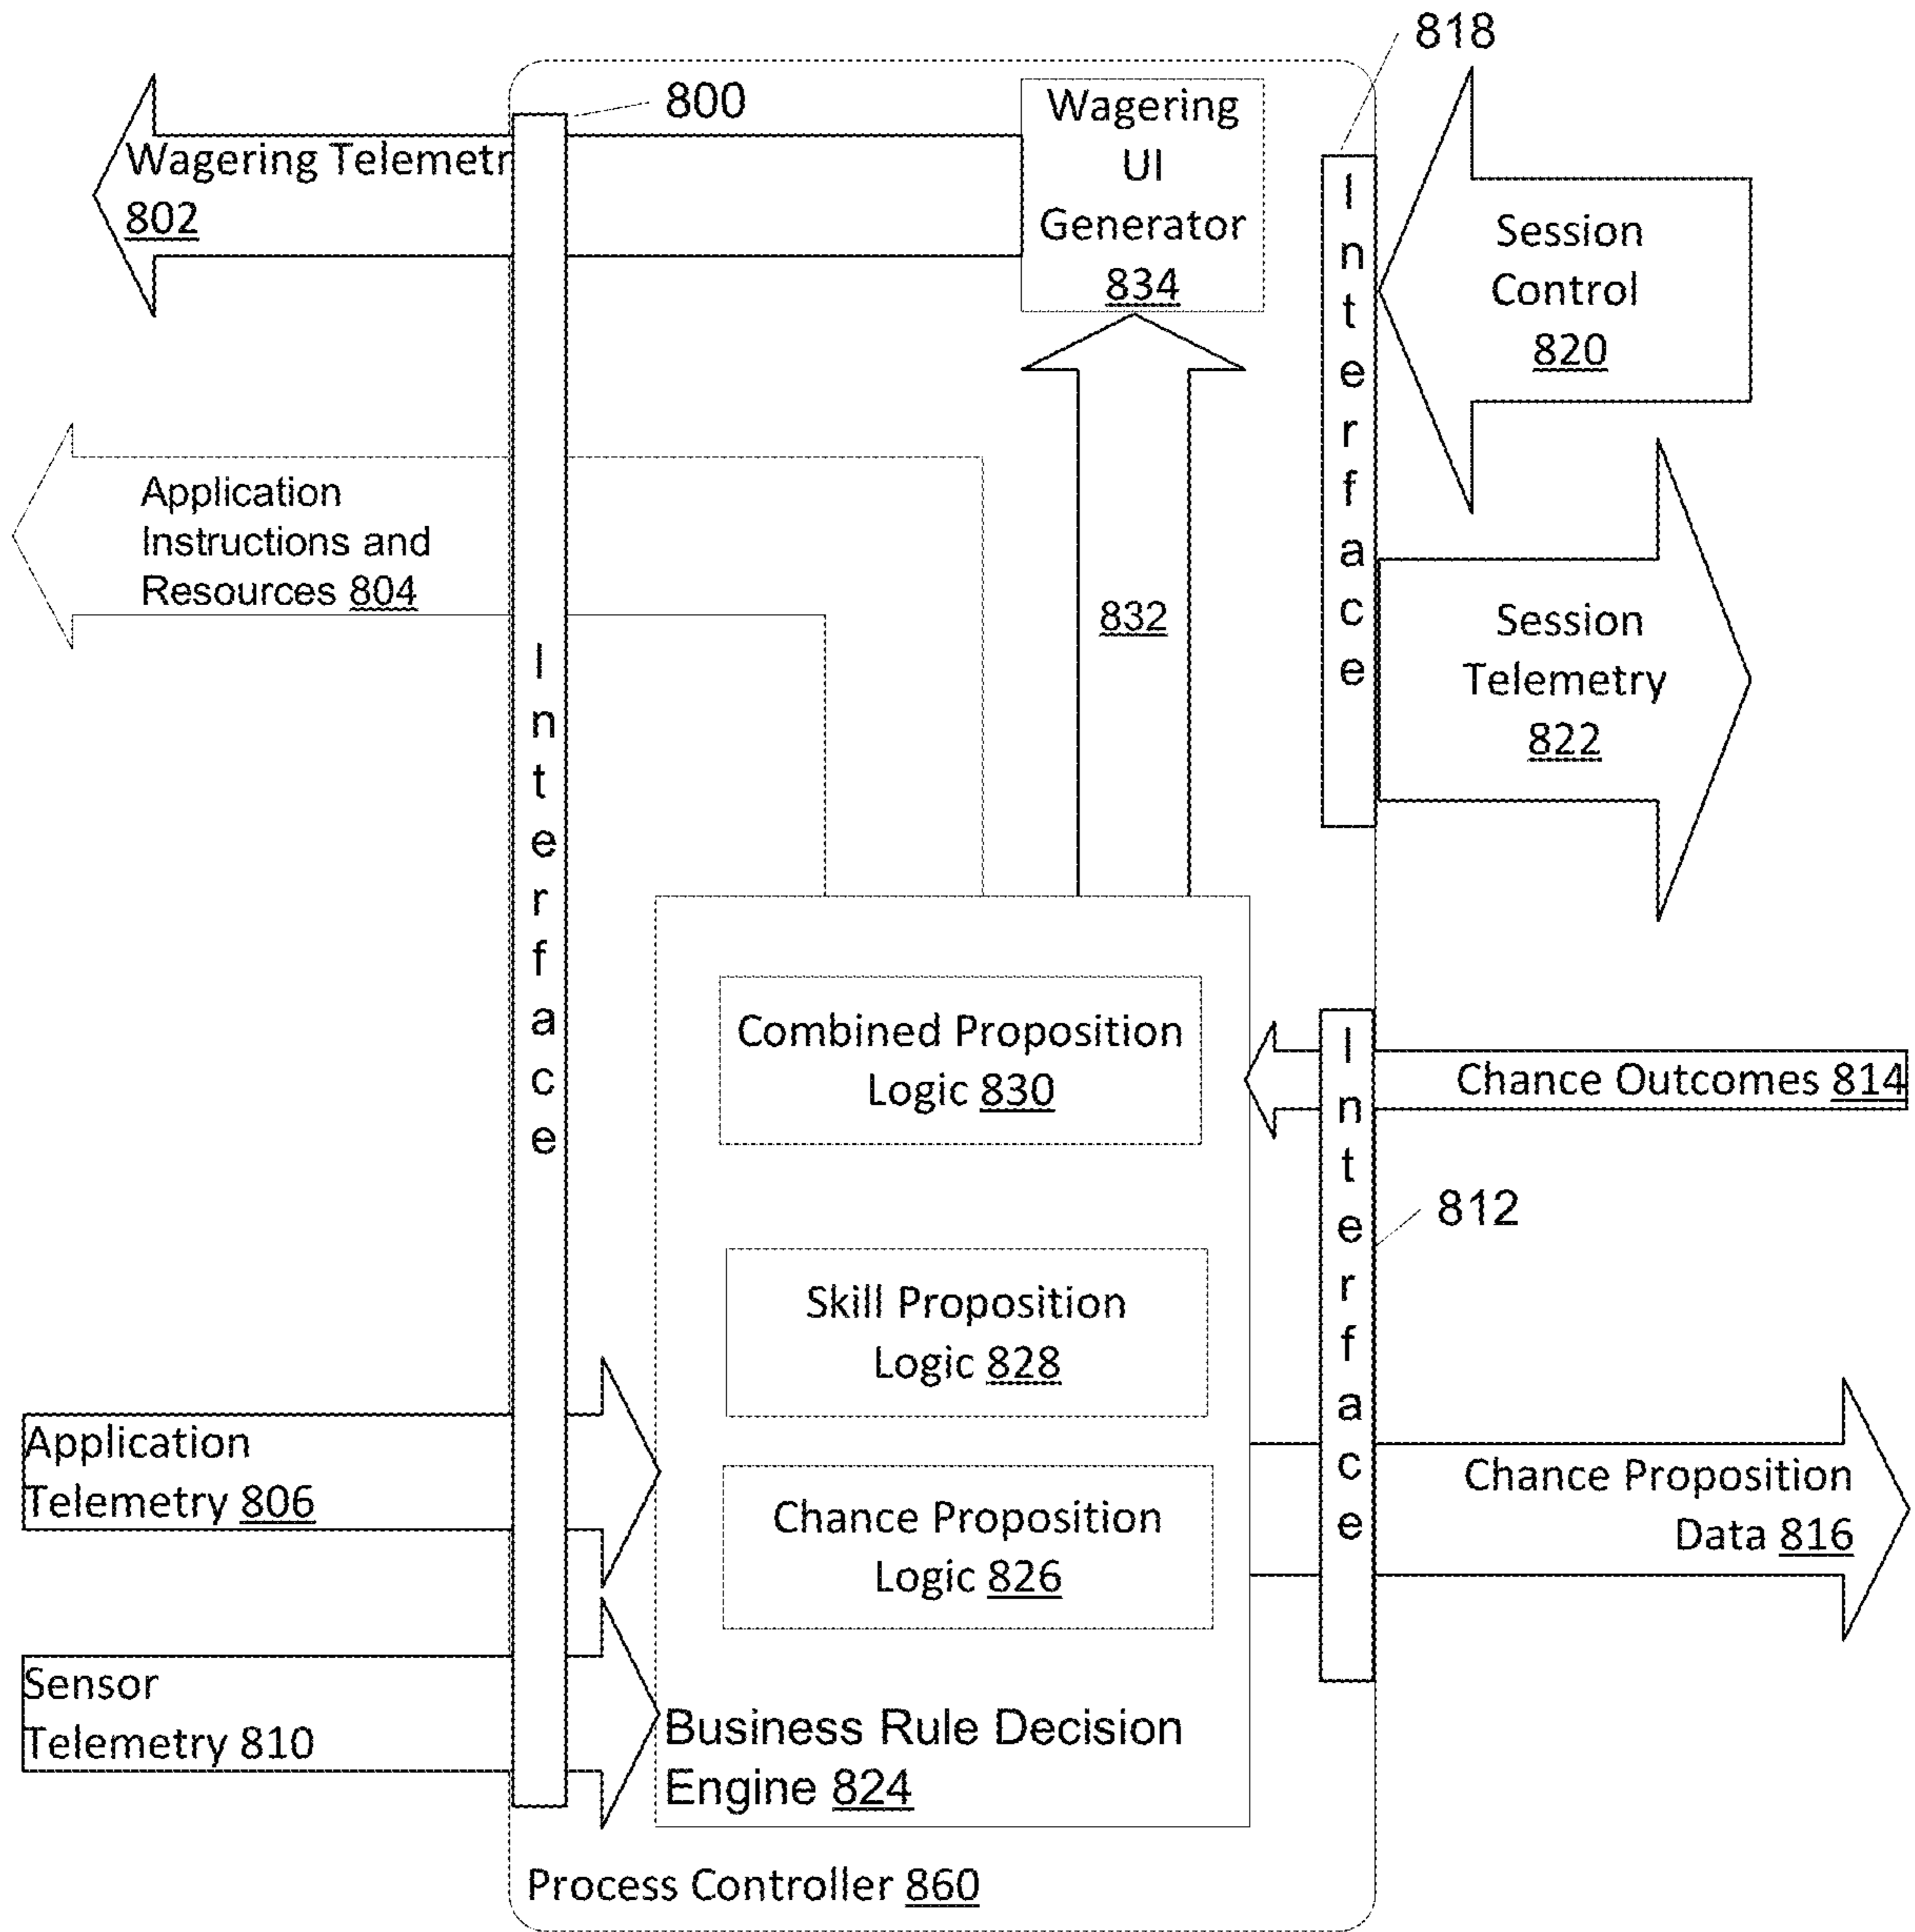 818
800
Wagering
UI
Generator
834
Wagering Telemetr
802
Interface
Session
Control
820
Application
Instructions and
Resources 804
832
Session
Telemetry
822
Interface
Combined Proposition
Logic 830
Interface
Chance Outcomes 814
812
Skill Proposition
Logic 828
Application
Telemetry 806
Chance Proposition
Logic 826
Chance Proposition
Data 816
Sensor
Telemetry 810
Business Rule Decision
Engine 824
Process Controller 860